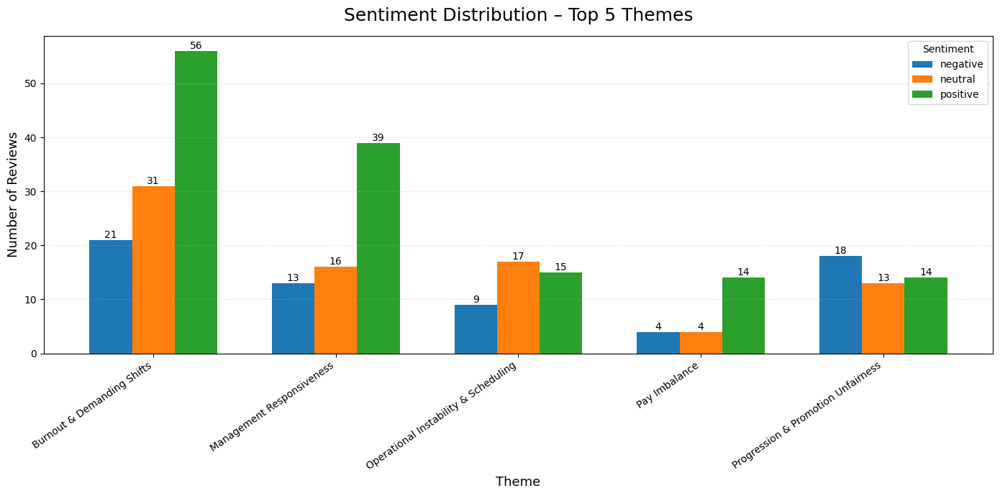 Sentiment Distribution – Top 5 Themes
Number of Reviews
50
40
30
20
10
0
Sentiment
negative
neutral
positive
21
31
56
13
16
39
9
17
15
4
4
14
18
13
14
Burnout & Demanding Shifts
Management Responsiveness
Operational Instability & Scheduling
Pay Imbalance
Progression & Promotion Unfairness
Theme